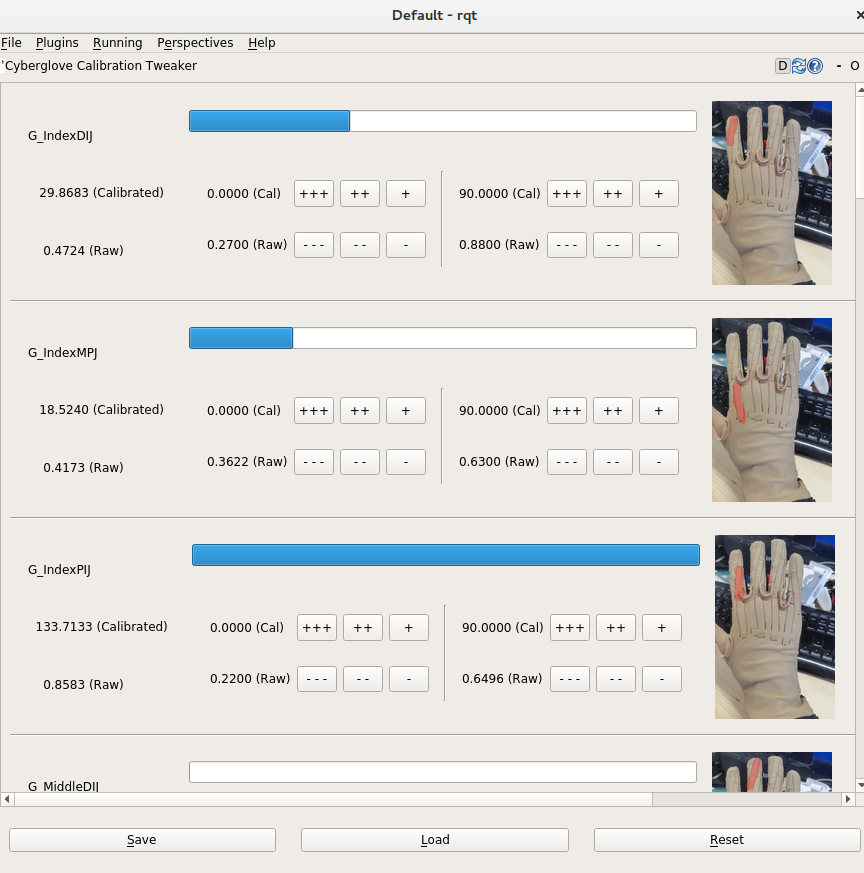 Default - rqt
×
File Plugins Running Perspectives Help
'Cyberglove Calibration Tweaker D ? - O
G_IndexDIJ
29.8683 (Calibrated) 0.0000 (Cal) +++ ++ + 90.0000 (Cal) +++ ++ +
0.4724 (Raw) 0.2700 (Raw) --- -- - 0.8800 (Raw) --- -- -
G_IndexMPJ
18.5240 (Calibrated) 0.0000 (Cal) +++ ++ + 90.0000 (Cal) +++ ++ +
0.4173 (Raw) 0.3622 (Raw) --- -- - 0.6300 (Raw) --- -- -
G_IndexPIJ
133.7133 (Calibrated) 0.0000 (Cal) +++ ++ + 90.0000 (Cal) +++ ++ +
0.8583 (Raw) 0.2200 (Raw) --- -- - 0.6496 (Raw) --- -- -
G_MiddleDIJ
Save Load Reset